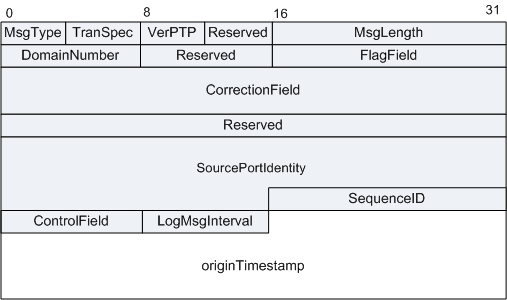 0 8 16 31
MsgType TranSpec VerPTP Reserved MsgLength
DomainNumber Reserved FlagField
CorrectionField
Reserved
SourcePortIdentity
SequenceID
ControlField LogMsgInterval
originTimestamp